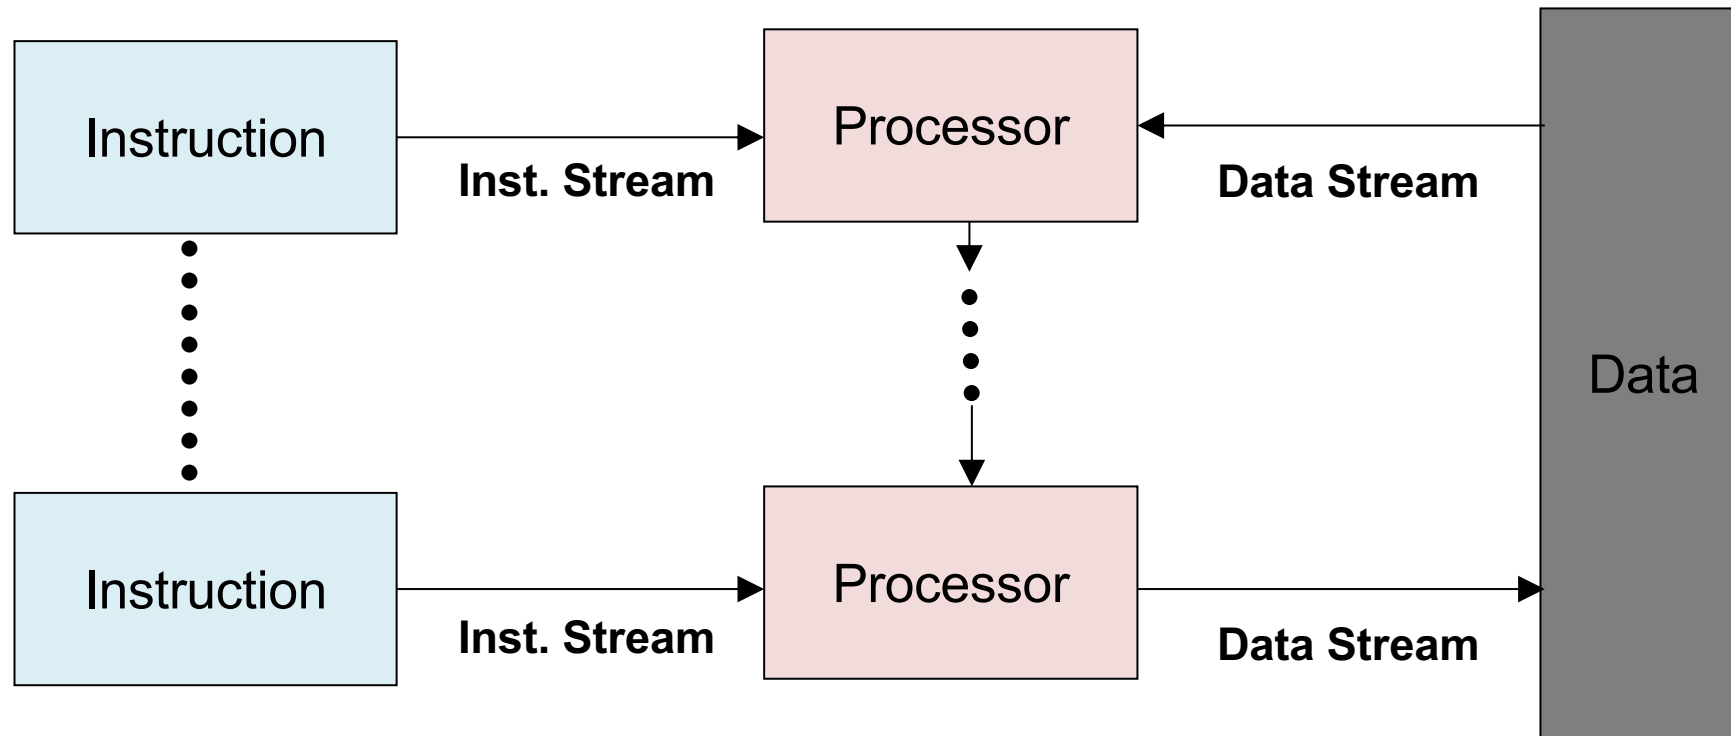 Instruction
Inst. Stream
Processor
Data Stream
Data
Instruction
Inst. Stream
Processor
Data Stream